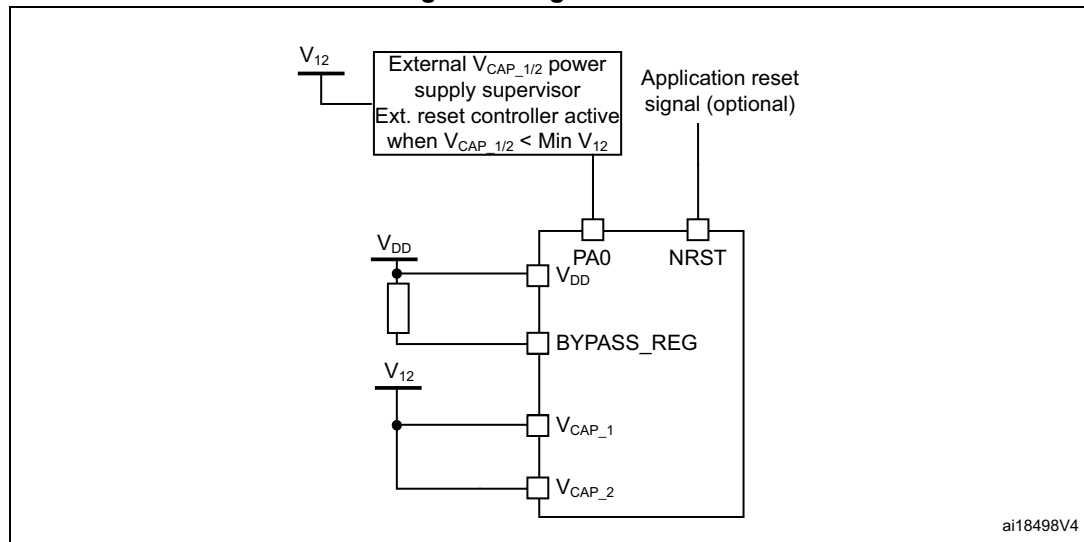 V12
External VCAP_1/2 power
supply supervisor
Ext. reset controller active
when VCAP_1/2 < Min V12
Application reset
signal (optional)
PA0
NRST
VDD
VDD
BYPASS_REG
V12
VCAP_1
VCAP_2
ai18498V4